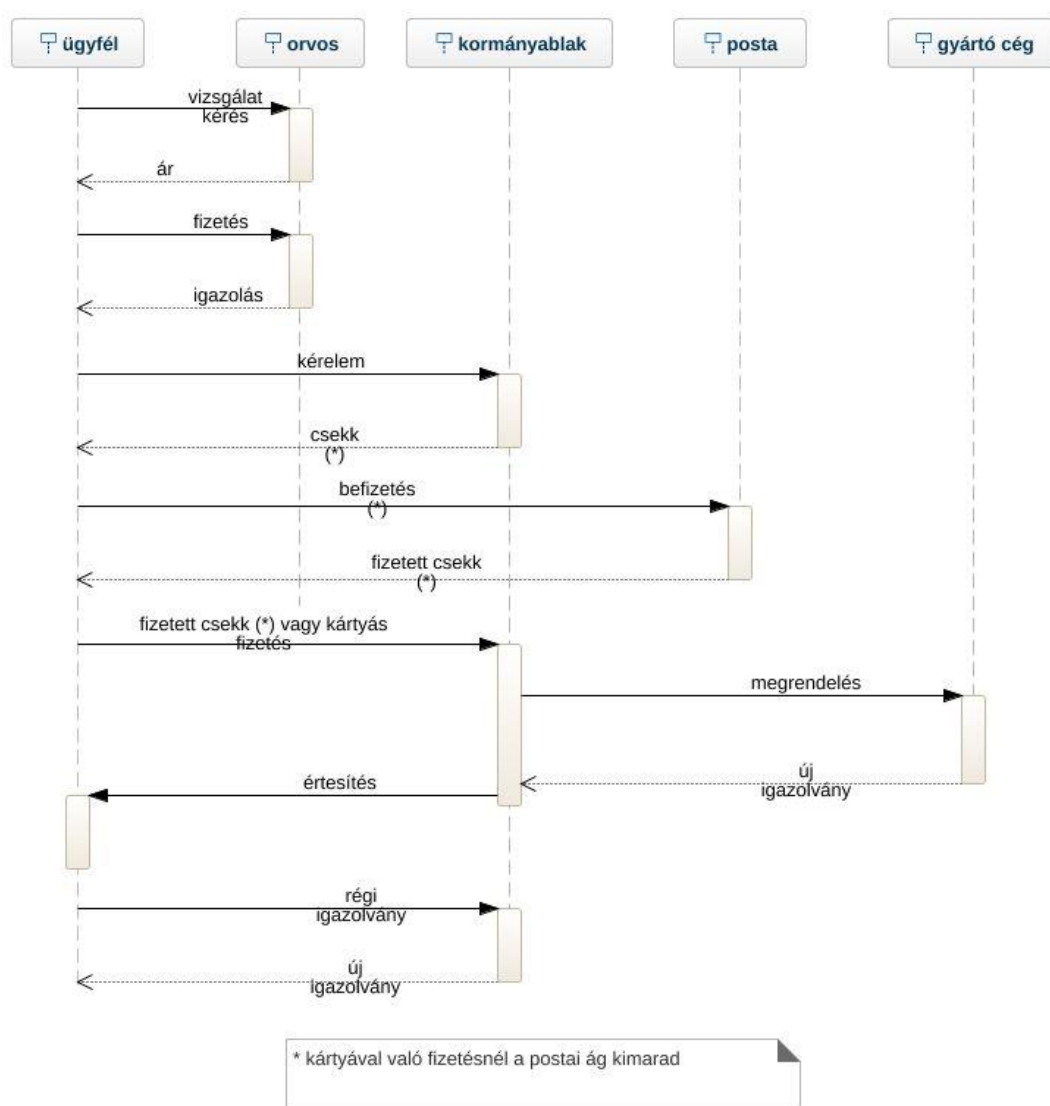 ügyfél
orvos
kormányablak
posta
gyártó cég
vizsgálat
kérés
ár
fizetés
igazolás
kérelem
csekk
(*)
befizetés
(*)
fizetett csekk
(*)
fizetett csekk (*) vagy kártyás
fizetés
megrendelés
új
igazolvány
értesítés
régi
igazolvány
új
igazolvány
* kártyával való fizetésnél a postai ág kimarad